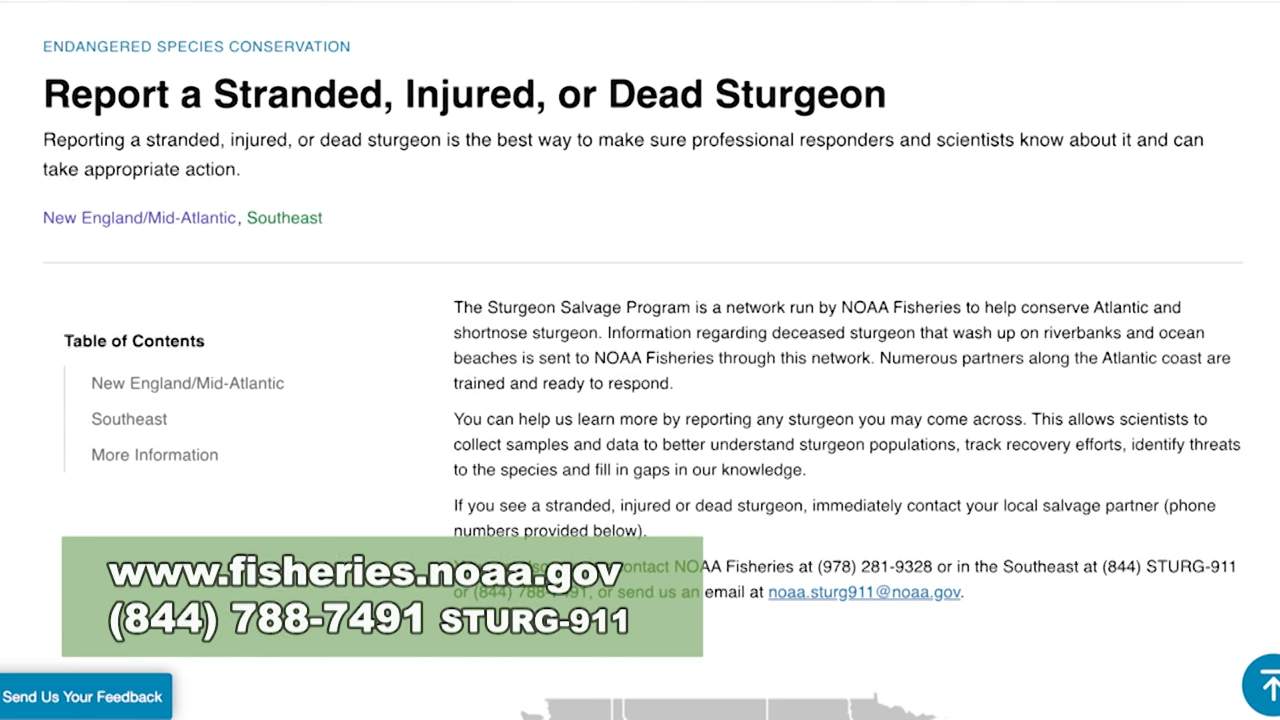 ENDANGERED SPECIES CONSERVATION
Report a Stranded, Injured, or Dead Sturgeon
Reporting a stranded, injured, or dead sturgeon is the best way to make sure professional responders and scientists know about it and can
take appropriate action.
New England/Mid-Atlantic, Southeast
Table of Contents
New England/Mid-Atlantic
Southeast
More Information
The Sturgeon Salvage Program is a network run by NOAA Fisheries to help conserve Atlantic and
shortnose sturgeon. Information regarding deceased sturgeon that wash up on riverbanks and ocean
beaches is sent to NOAA Fisheries through this network. Numerous partners along the Atlantic coast are
trained and ready to respond.
You can help us learn more by reporting any sturgeon you may come across. This allows scientists to
collect samples and data to better understand sturgeon populations, track recovery efforts, identify threats
to the species and fill in gaps in our knowledge.
If you see a stranded, injured or dead sturgeon, immediately contact your local salvage partner (phone
numbers provided below).
contact NOAA Fisheries at (978) 281-9328 or in the Southeast at (844) STURG-911
or (844) 788-7491, or send us an email at noaa.sturg911@noaa.gov.
www.fisheries.noaa.gov
(844) 788-7491 STURG-911
Send Us Your Feedback